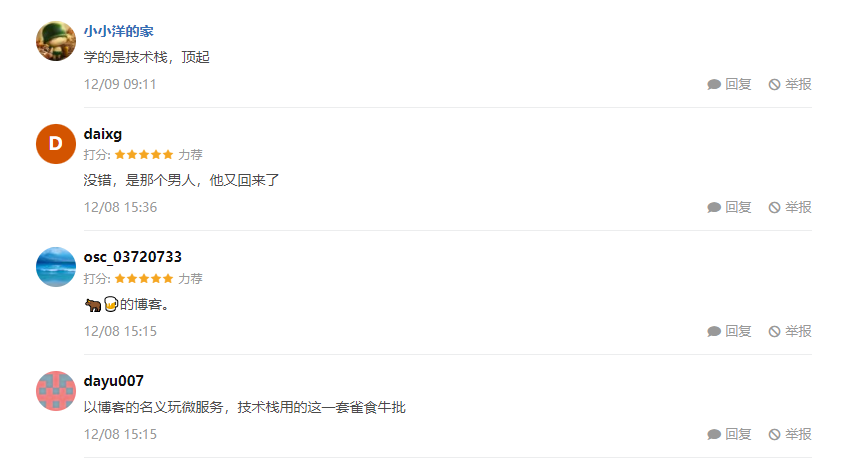 小小洋的家
学的是技术栈，顶起
12/09 09:11
回复 举报
D
daixg
打分: ★★★★★ 力荐
没错，是那个男人，他又回来了
12/08 15:36
回复 举报
osc_03720733
打分: ★★★★★ 力荐
🐂🍺的博客。
12/08 15:15
回复 举报
dayu007
以博客的名义玩微服务，技术栈用的这一套雀食牛批
12/08 15:15
回复 举报